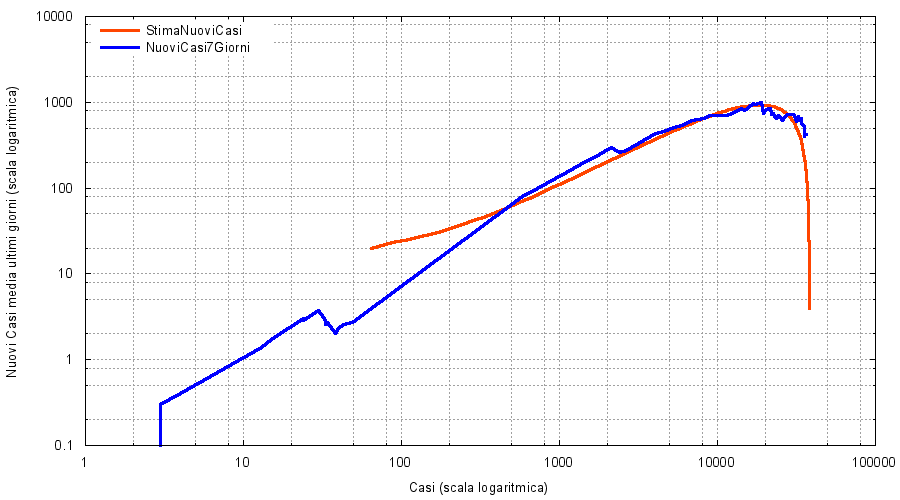 10000
1000
100
10
1
0.1
StimaNuoviCasi
NuoviCasi7Giorni
Nuovi Casi media ultimi giorni (scala logaritmica)
1 10 100 1000 10000 100000
Casi (scala logaritmica)